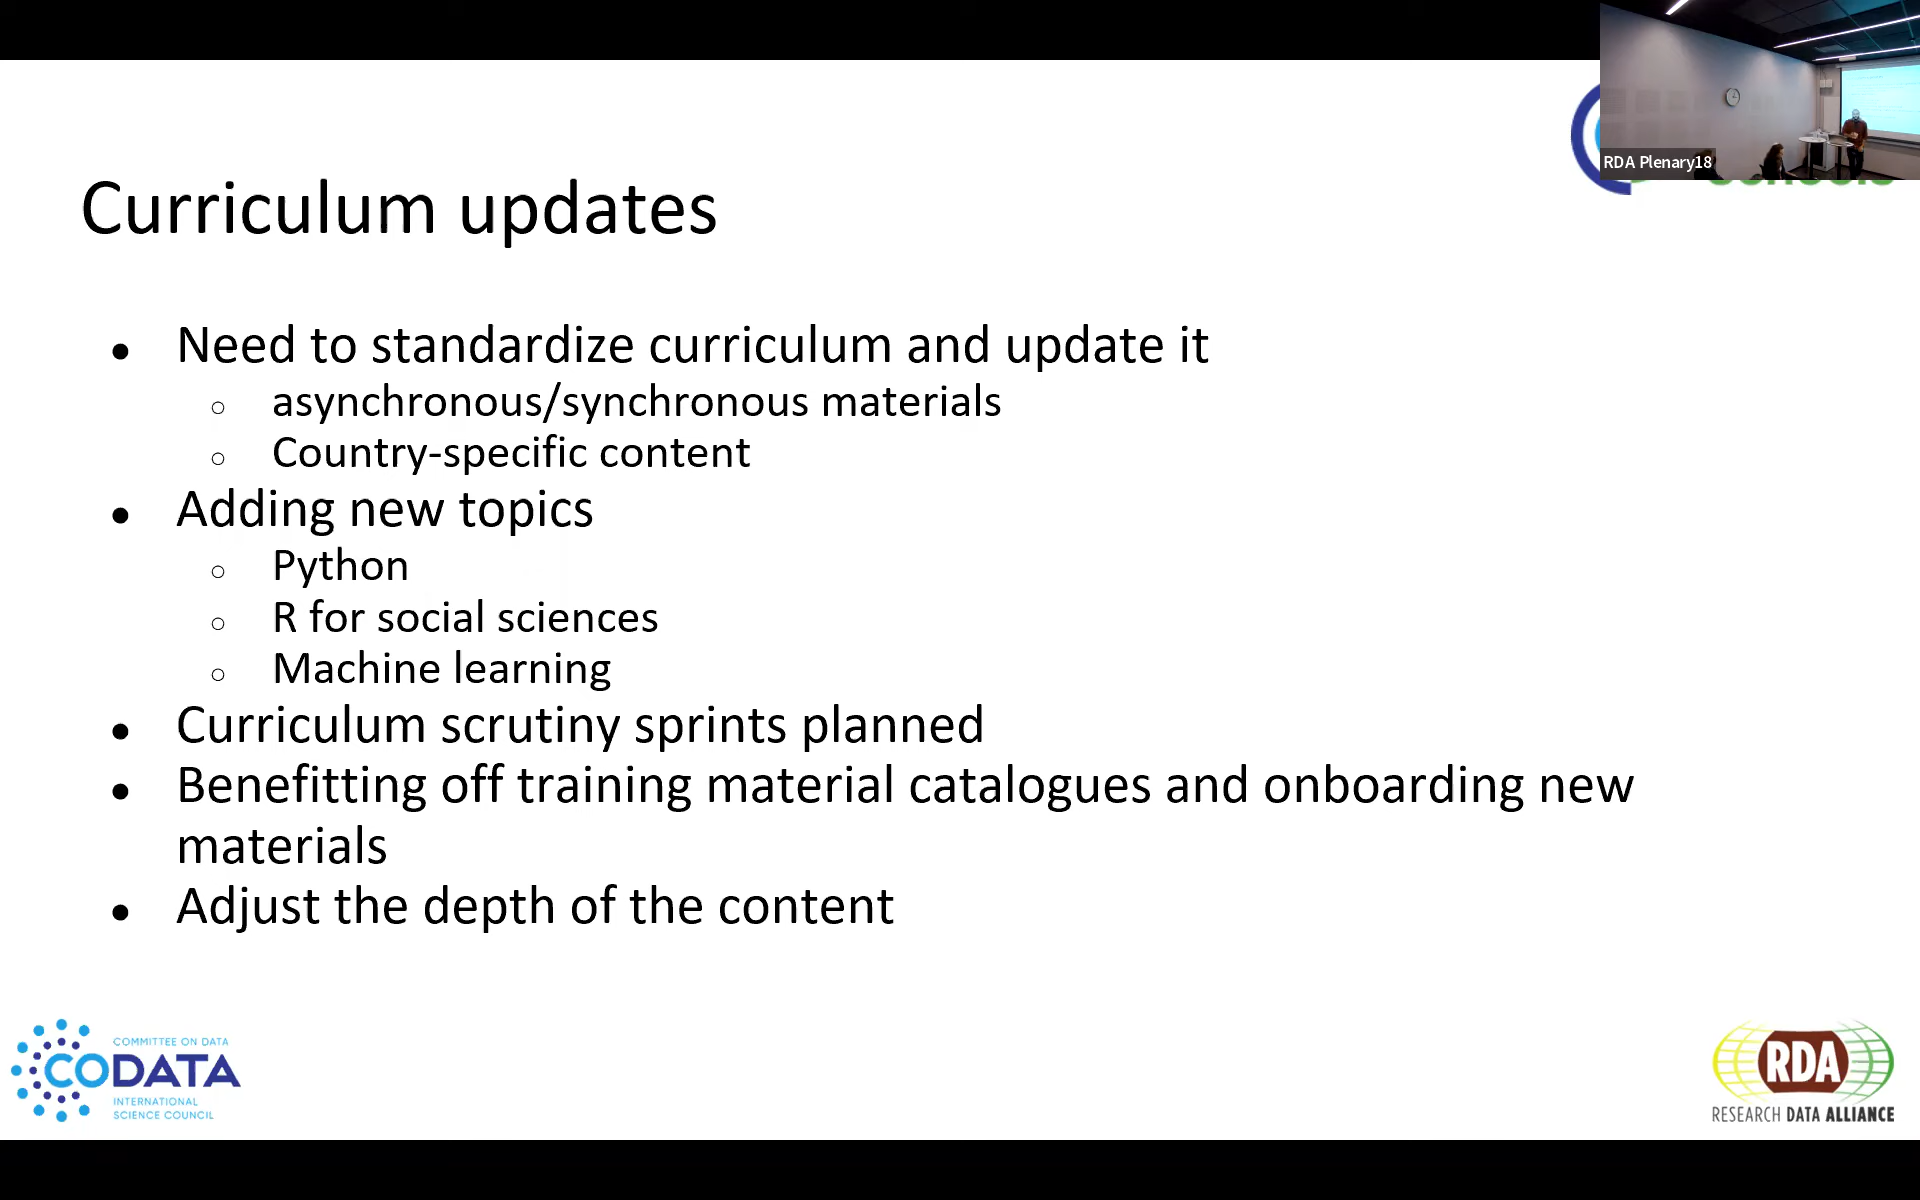 RDA Plenary18
Curriculum updates
Need to standardize curriculum and update it
asynchronous/synchronous materials
Country-specific content
Adding new topics
Python
R for social sciences
Machine learning
Curriculum scrutiny sprints planned
Benefitting off training material catalogues and onboarding new
materials
Adjust the depth of the content
COMMITTEE ON DATA
CODATA
INTERNATIONAL
SCIENCE COUNCIL
RDA
RESEARCH DATA ALLIANCE